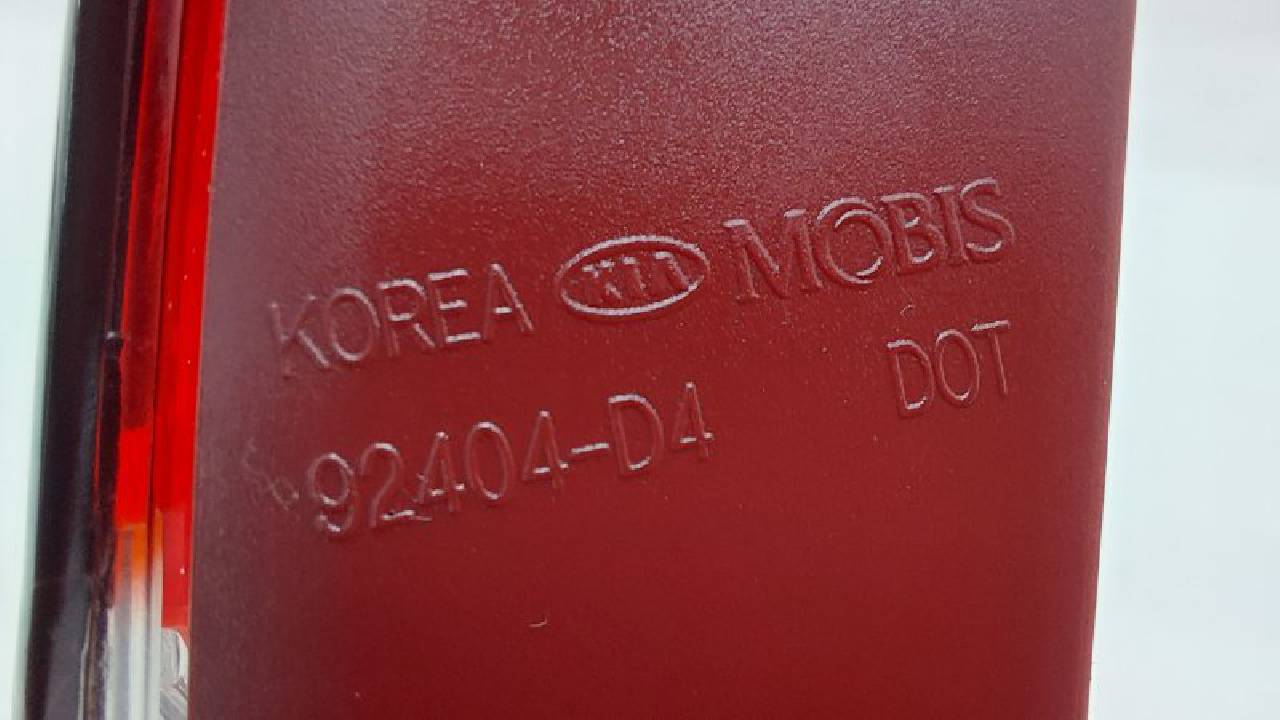 KOREA KIA MOBIS
DOT
92404-D4